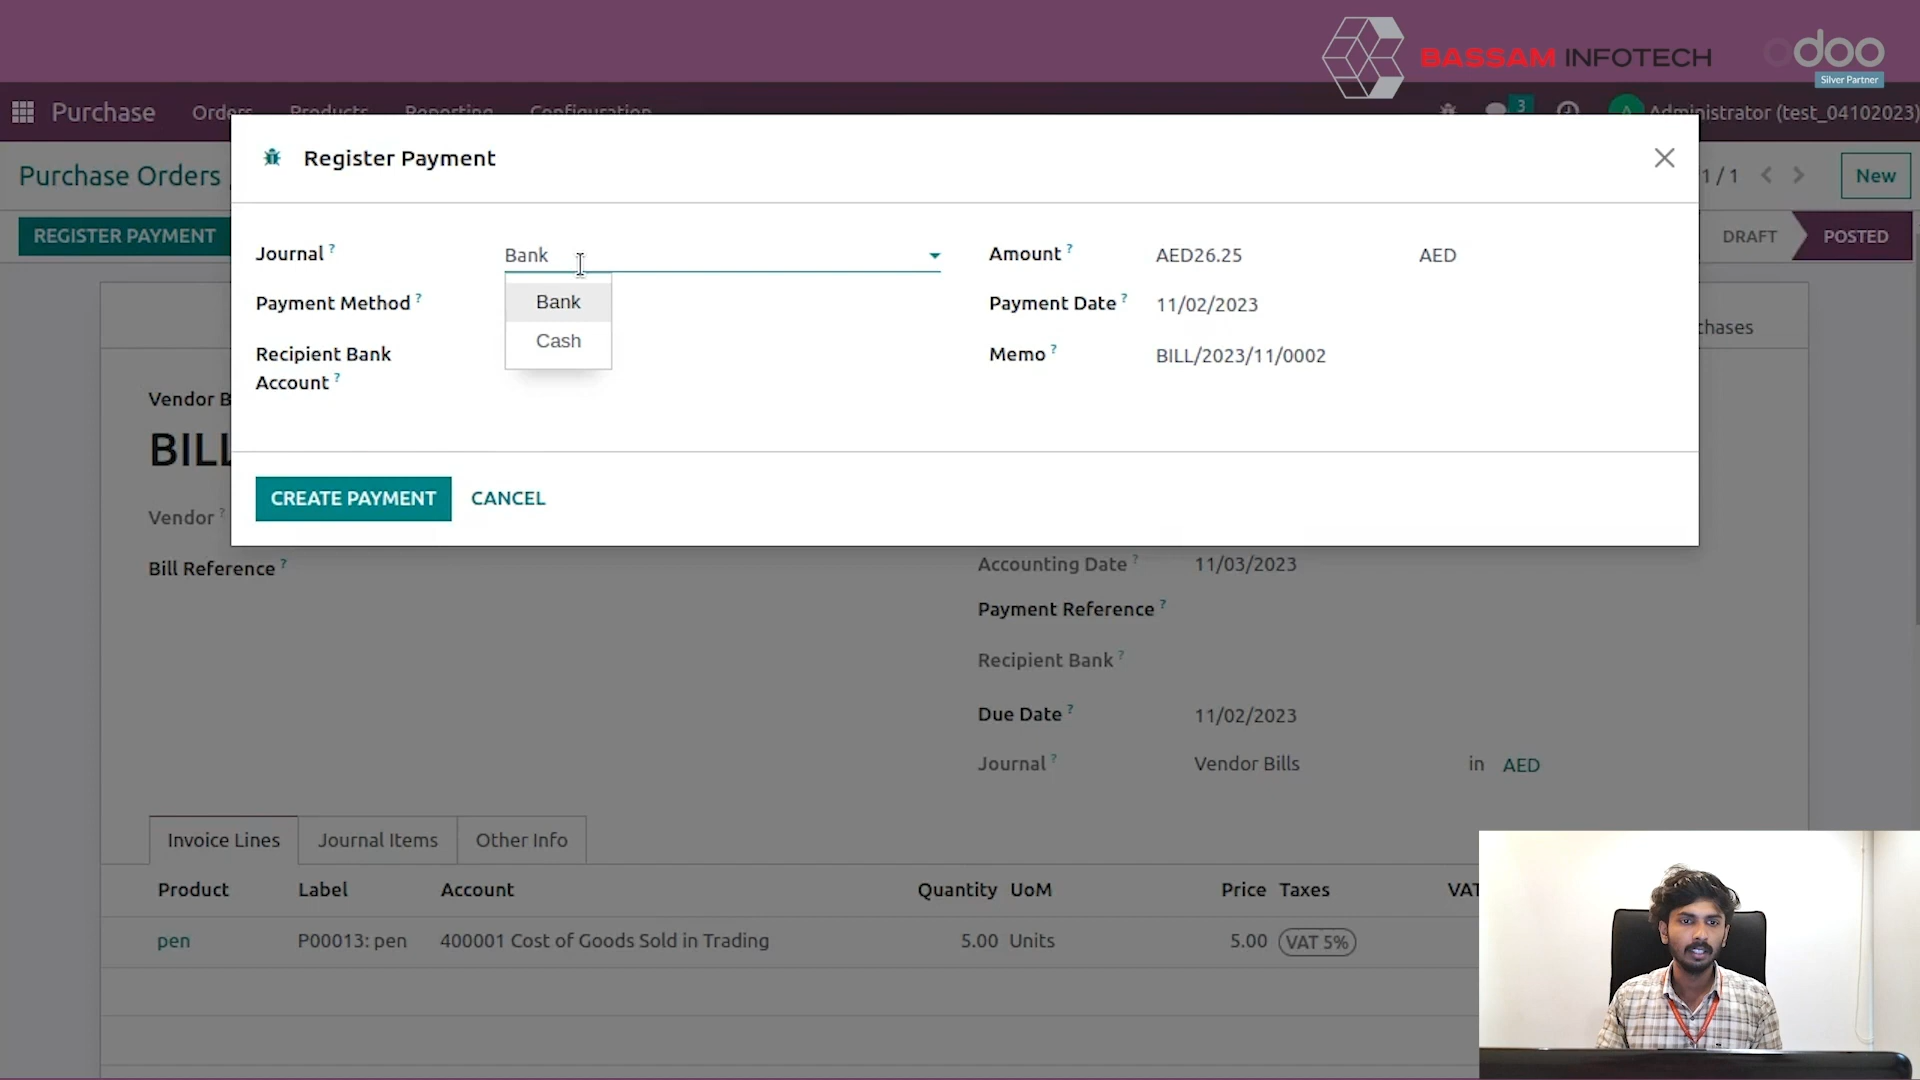 BASSAM INFOTECH
odoo
Silver Partner
Purchase Orders Products Reporting Configuration
3
A Administrator (test_04102023)
Purchase Orders
1 / 1
New
REGISTER PAYMENT
DRAFT
POSTED
Register Payment
Journal ?
Bank
Bank
Cash
Payment Method ?
Recipient Bank
Account ?
Amount ?
AED26.25
AED
Payment Date ?
11/02/2023
Memo ?
BILL/2023/11/0002
CREATE PAYMENT
CANCEL
Vendor B
BILL
Vendor ?
Bill Reference ?
Accounting Date ?
11/03/2023
Payment Reference ?
Recipient Bank ?
Due Date ?
11/02/2023
Journal ?
Vendor Bills
in AED
Invoice Lines
Journal Items
Other Info
Product Label Account Quantity UoM Price Taxes VAT
pen P00013: pen 400001 Cost of Goods Sold in Trading 5.00 Units 5.00 VAT 5%